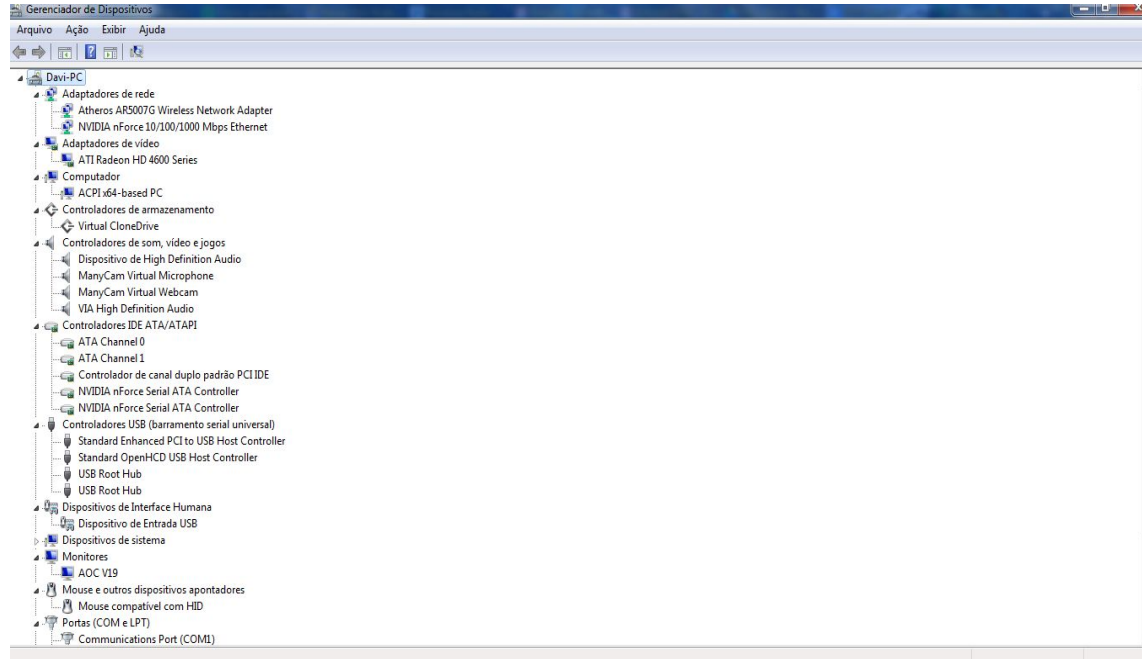 Gerenciador de Dispositivos
Arquivo Ação Exibir Ajuda
Davi-PC
Adaptadores de rede
Atheros AR5007G Wireless Network Adapter
NVIDIA nForce 10/100/1000 Mbps Ethernet
Adaptadores de vídeo
ATI Radeon HD 4600 Series
Computador
ACPI x64-based PC
Controladores de armazenamento
Virtual CloneDrive
Controladores de som, vídeo e jogos
Dispositivo de High Definition Audio
ManyCam Virtual Microphone
ManyCam Virtual Webcam
VIA High Definition Audio
Controladores IDE ATA/ATAPI
ATA Channel 0
ATA Channel 1
Controlador de canal duplo padrão PCI IDE
NVIDIA nForce Serial ATA Controller
NVIDIA nForce Serial ATA Controller
Controladores USB (barramento serial universal)
Standard Enhanced PCI to USB Host Controller
Standard OpenHCD USB Host Controller
USB Root Hub
USB Root Hub
Dispositivos de Interface Humana
Dispositivo de Entrada USB
Dispositivos de sistema
Monitores
AOC V19
Mouse e outros dispositivos apontadores
Mouse compatível com HID
Portas (COM e LPT)
Communications Port (COM1)